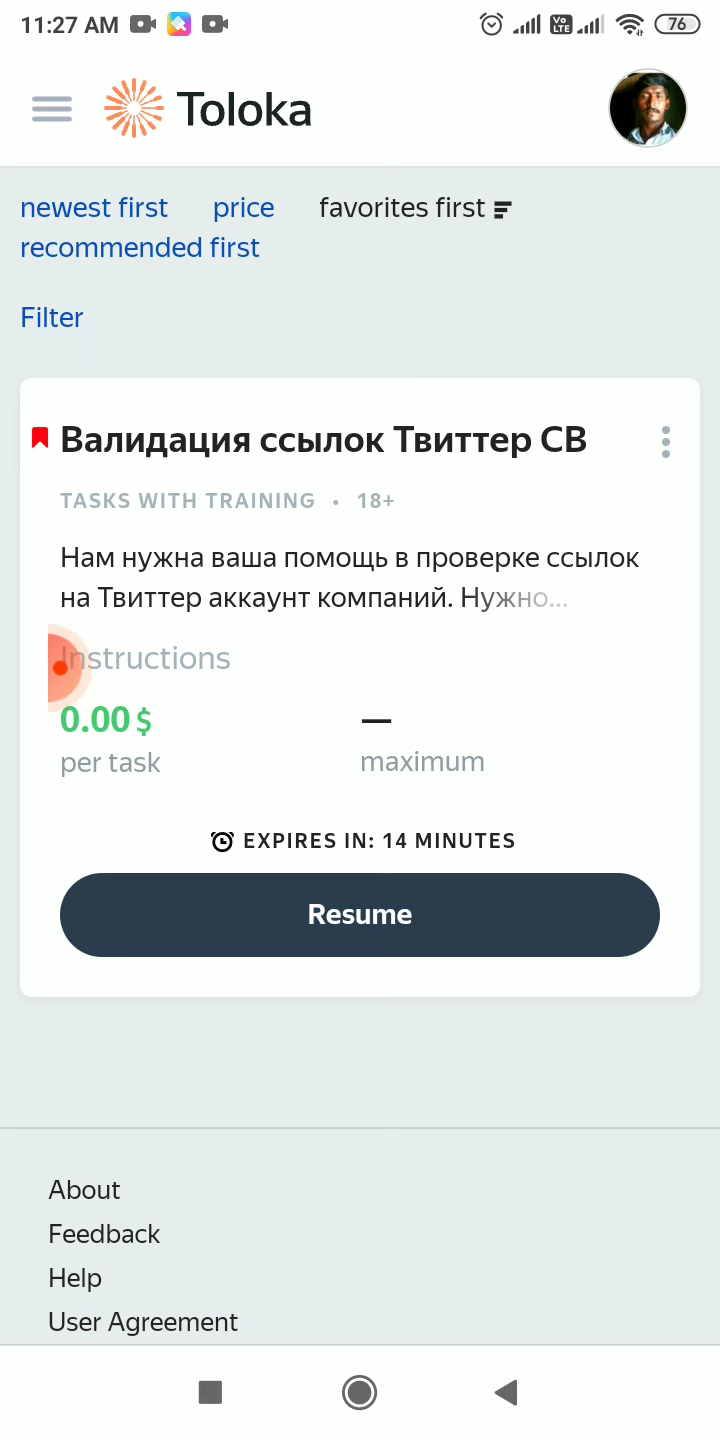 11:27 AM Vo LTE 76
Toloka
newest first price favorites first
recommended first
Filter
Валидация ссылок Твиттер СВ
TASKS WITH TRAINING • 18+
Нам нужна ваша помощь в проверке ссылок
на Твиттер аккаунт компаний. Нужно...
Instructions
0.00 $ —
per task maximum
EXPIRES IN: 14 MINUTES
Resume
About
Feedback
Help
User Agreement